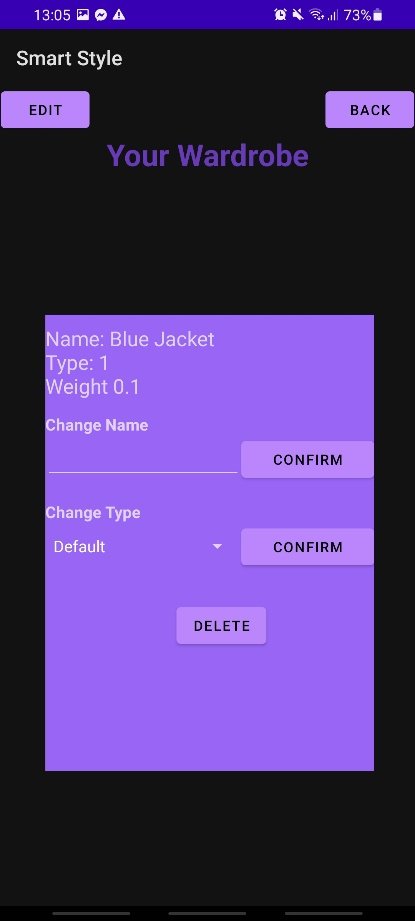 13:05 73%
Smart Style
EDIT BACK
Your Wardrobe
Name: Blue Jacket
Type: 1
Weight 0.1
Change Name
CONFIRM
Change Type
Default CONFIRM
DELETE